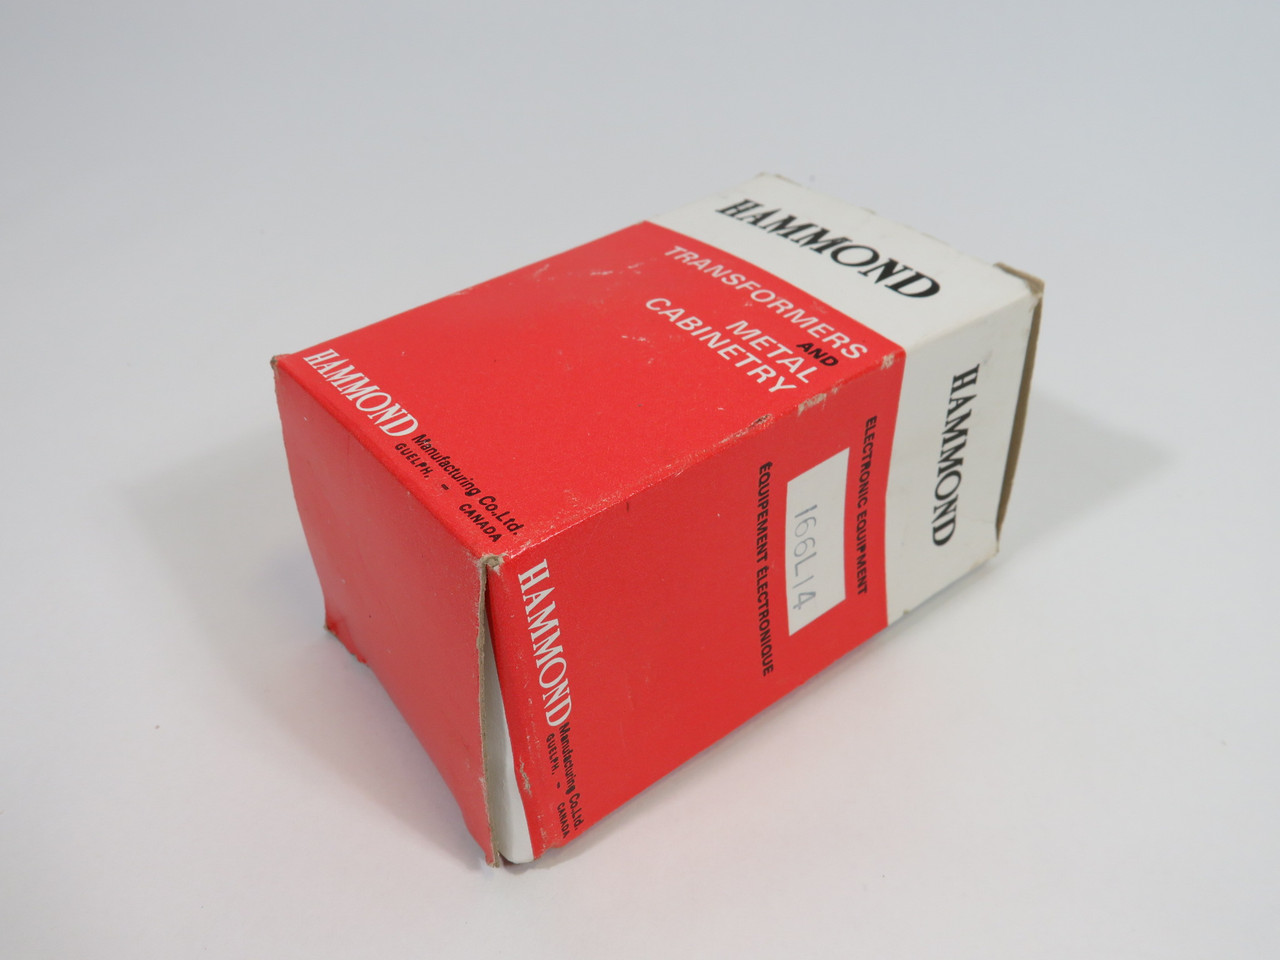 HAMMOND
TRANSFORMERS
AND
METAL
CABINETRY
HAMMOND
Manufacturing Co.,Ltd.
GUELPH, - CANADA
HAMMOND
ELECTRONIC EQUIPMENT
166L14
ÉQUIPEMENT ÉLECTRONIQUE
HAMMOND
Manufacturing Co.Ltd.
GUELPH, - CANADA